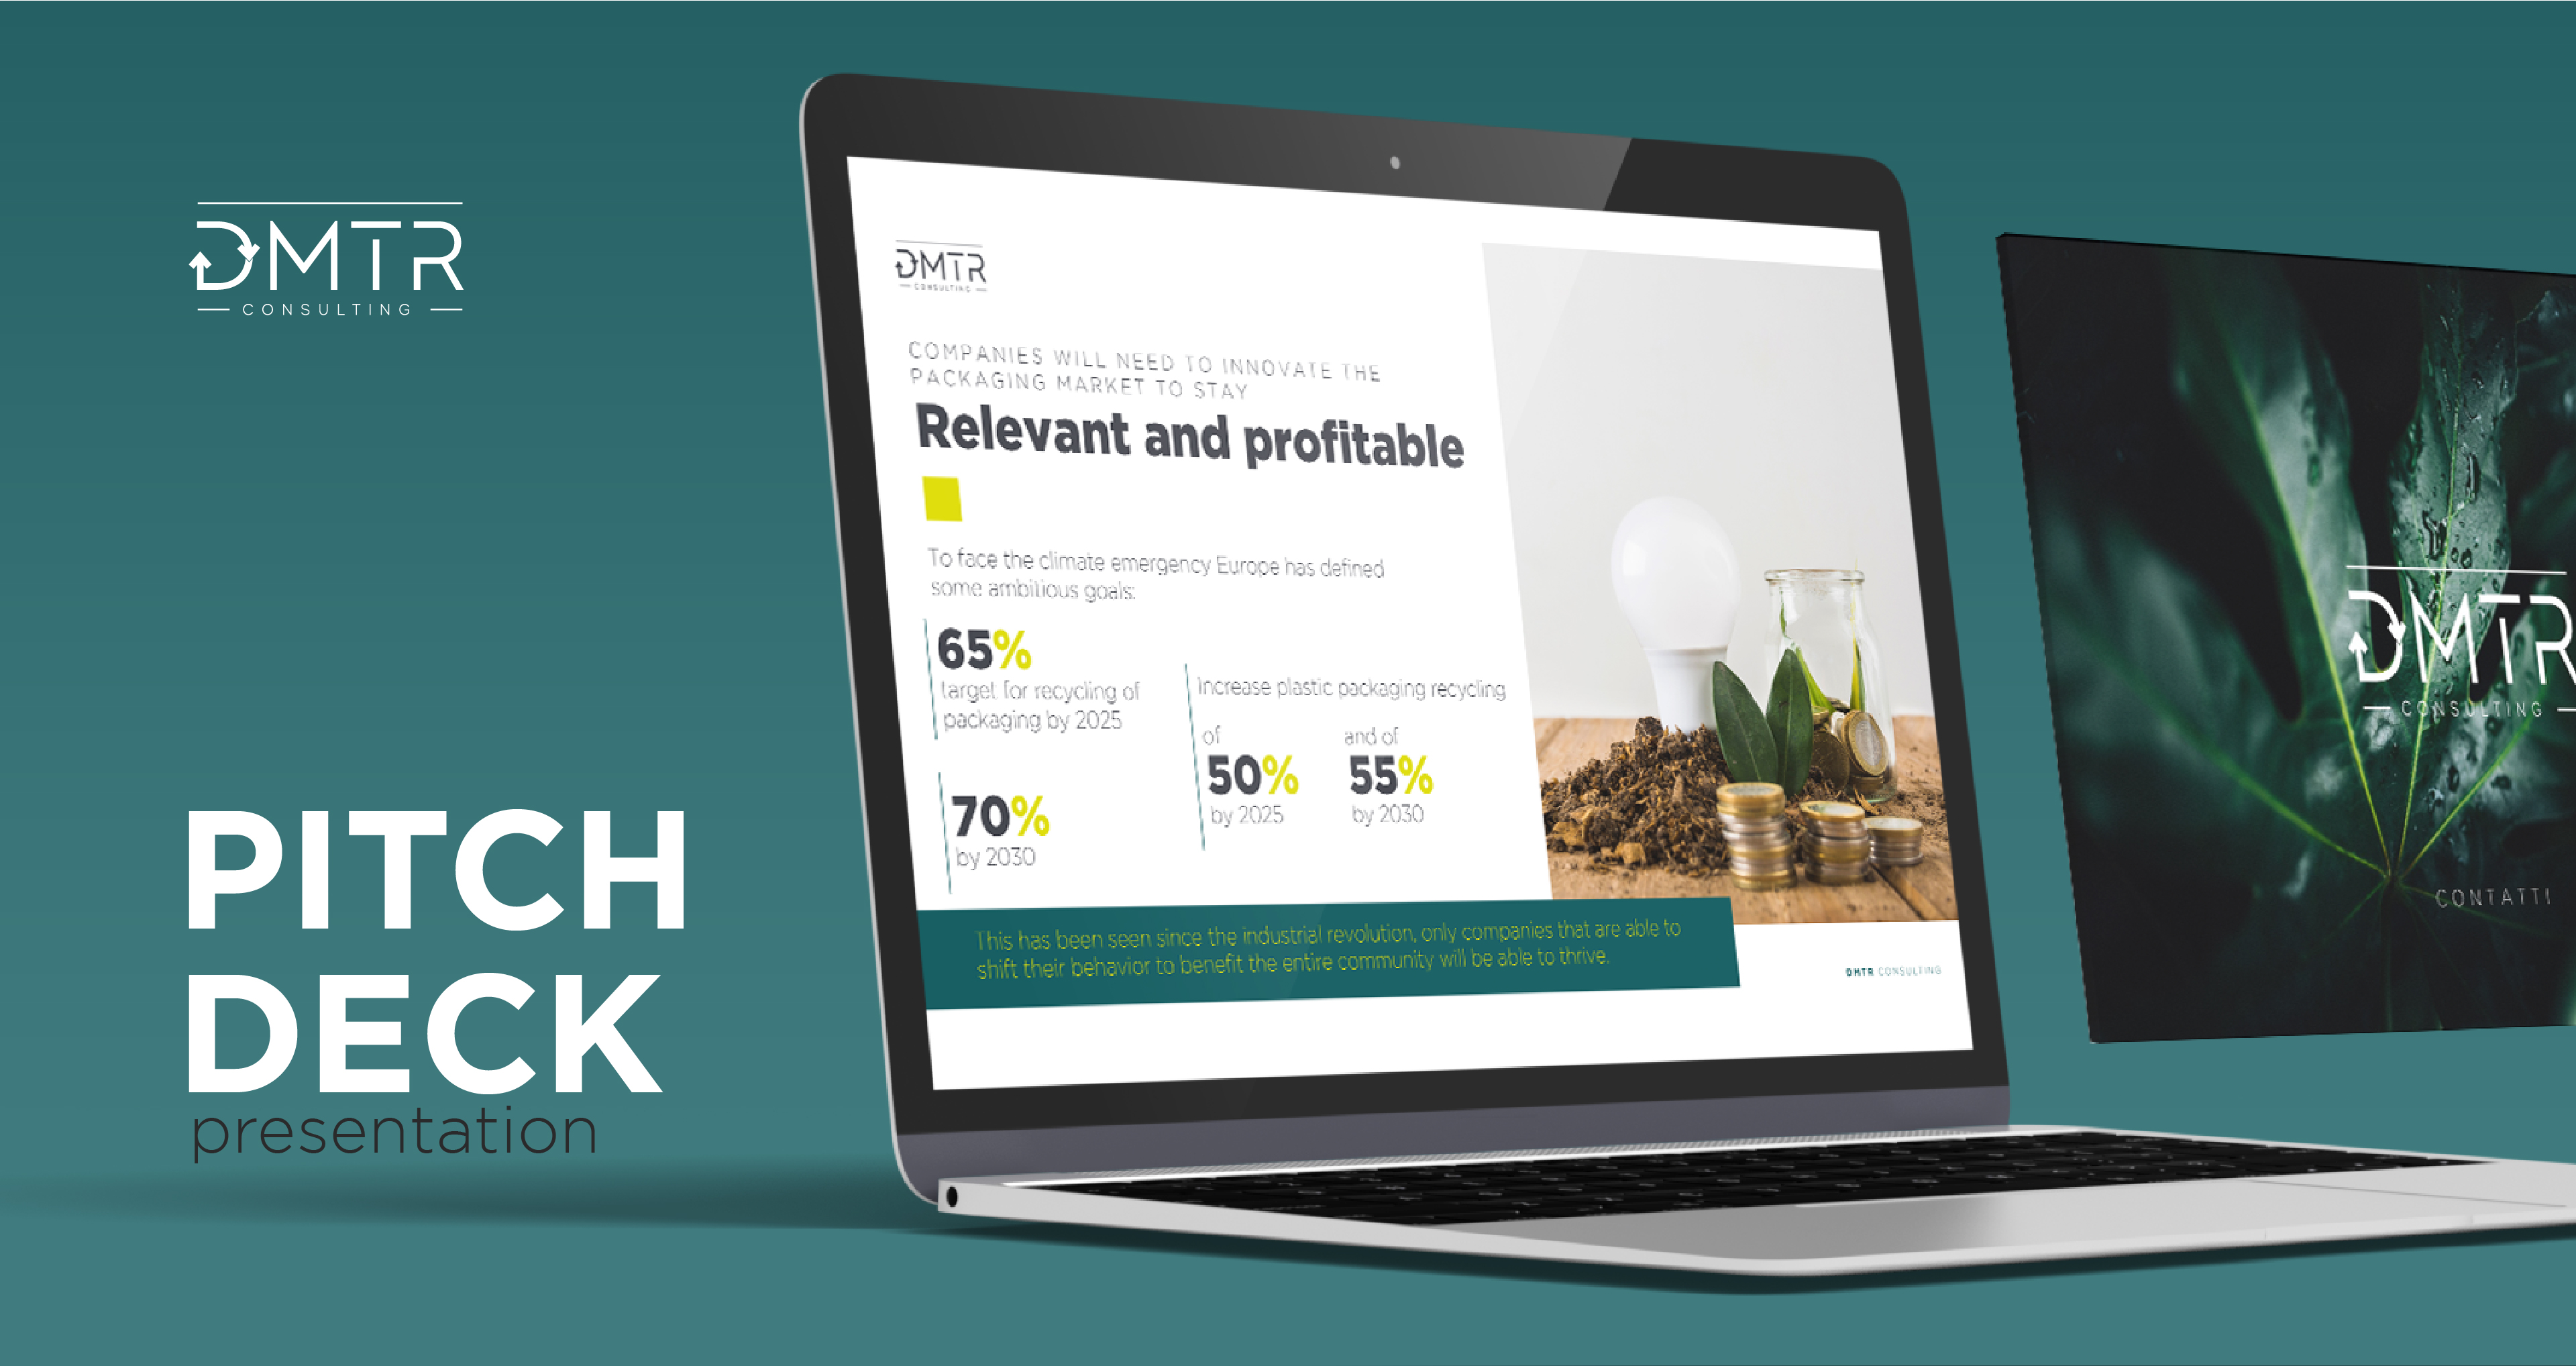 DMTR
CONSULTING
PITCH
DECK
presentation
DMTR
CONSULTING
COMPANIES WILL NEED TO INNOVATE THE
PACKAGING MARKET TO STAY
Relevant and profitable
To face the climate emergency Europe has defined
some ambitious goals:
65%
target for recycling of
packaging by 2025
70%
by 2030
Increase plastic packaging recycling
of
and of
50%
55%
by 2025
by 2030
This has been seen since the industrial revolution, only companies that are able to
shift their behavior to benefit the entire community will be able to thrive.
DMTR CONSULTING
DMTR
CONSULTING
CONTATTI